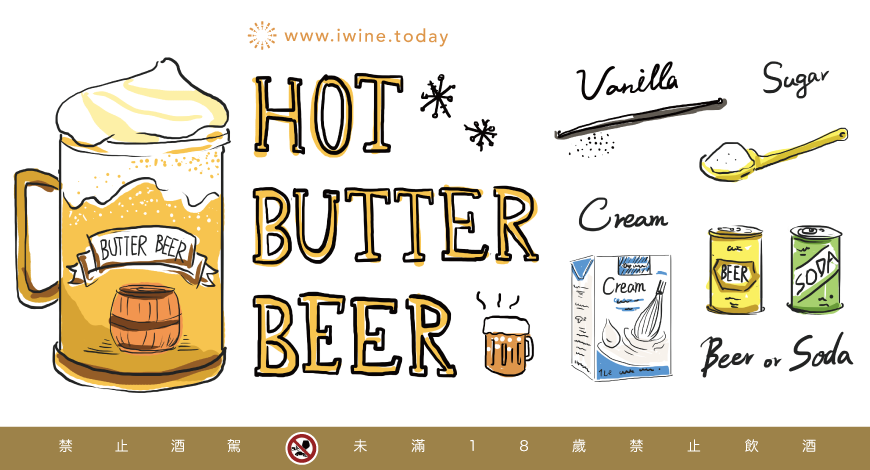 www.iwine.today
HOT
BUTTER
BEER
BUTTER BEER
Vanilla
Sugar
Cream
Cream
BEER
SODA
Beer or Soda
禁止酒駕 未滿18歲禁止飲酒